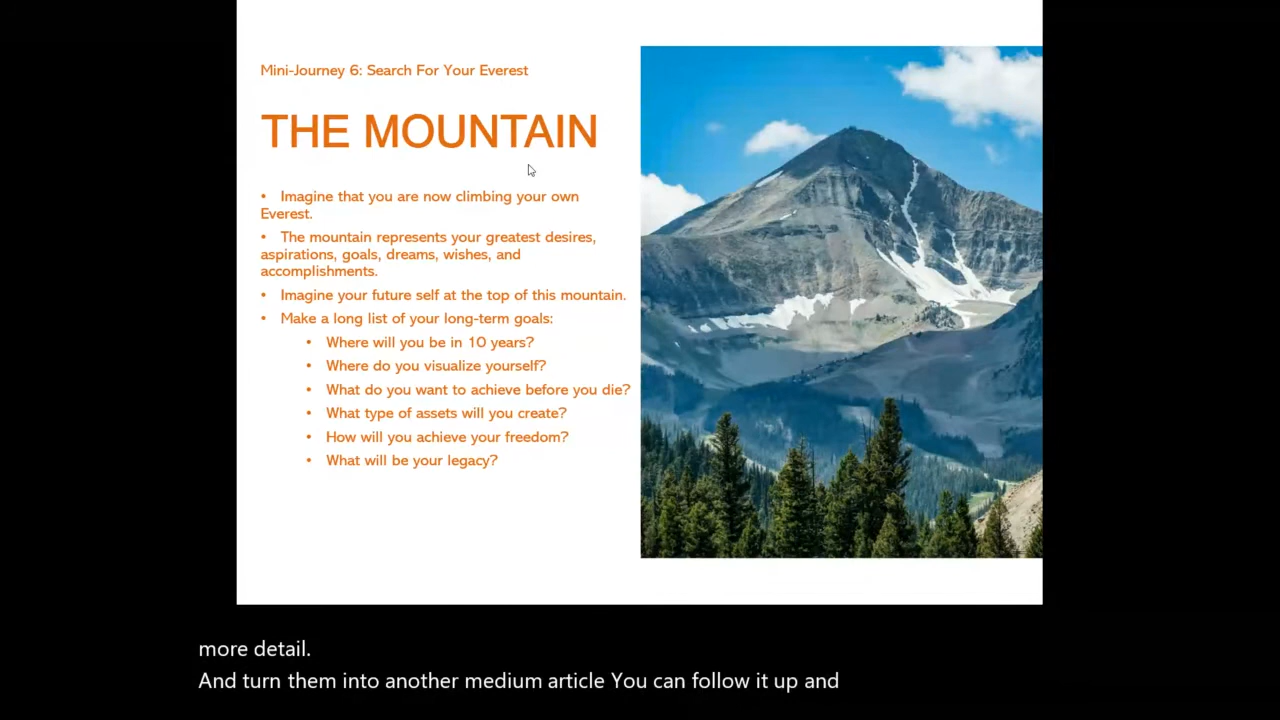 Mini-Journey 6: Search For Your Everest
THE MOUNTAIN
• Imagine that you are now climbing your own
Everest.
• The mountain represents your greatest desires,
aspirations, goals, dreams, wishes, and
accomplishments.
• Imagine your future self at the top of this mountain.
• Make a long list of your long-term goals:
• Where will you be in 10 years?
• Where do you visualize yourself?
• What do you want to achieve before you die?
• What type of assets will you create?
• How will you achieve your freedom?
• What will be your legacy?
more detail.
And turn them into another medium article You can follow it up and